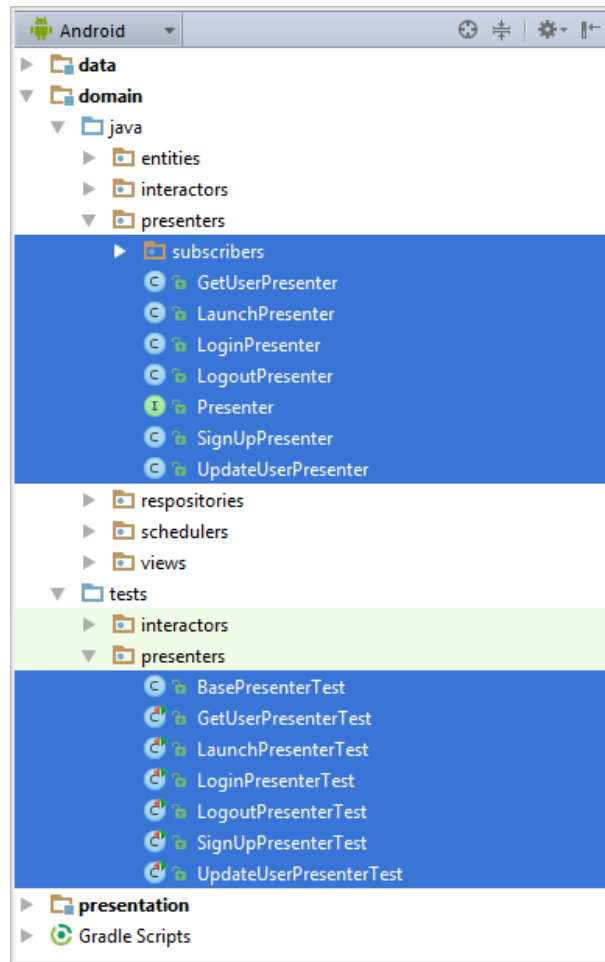 Android
data
domain
java
entities
interactors
presenters
subscribers
GetUserPresenter
LaunchPresenter
LoginPresenter
LogoutPresenter
Presenter
SignUpPresenter
UpdateUserPresenter
respositories
schedulers
views
tests
interactors
presenters
BasePresenterTest
GetUserPresenterTest
LaunchPresenterTest
LoginPresenterTest
LogoutPresenterTest
SignUpPresenterTest
UpdateUserPresenterTest
presentation
Gradle Scripts